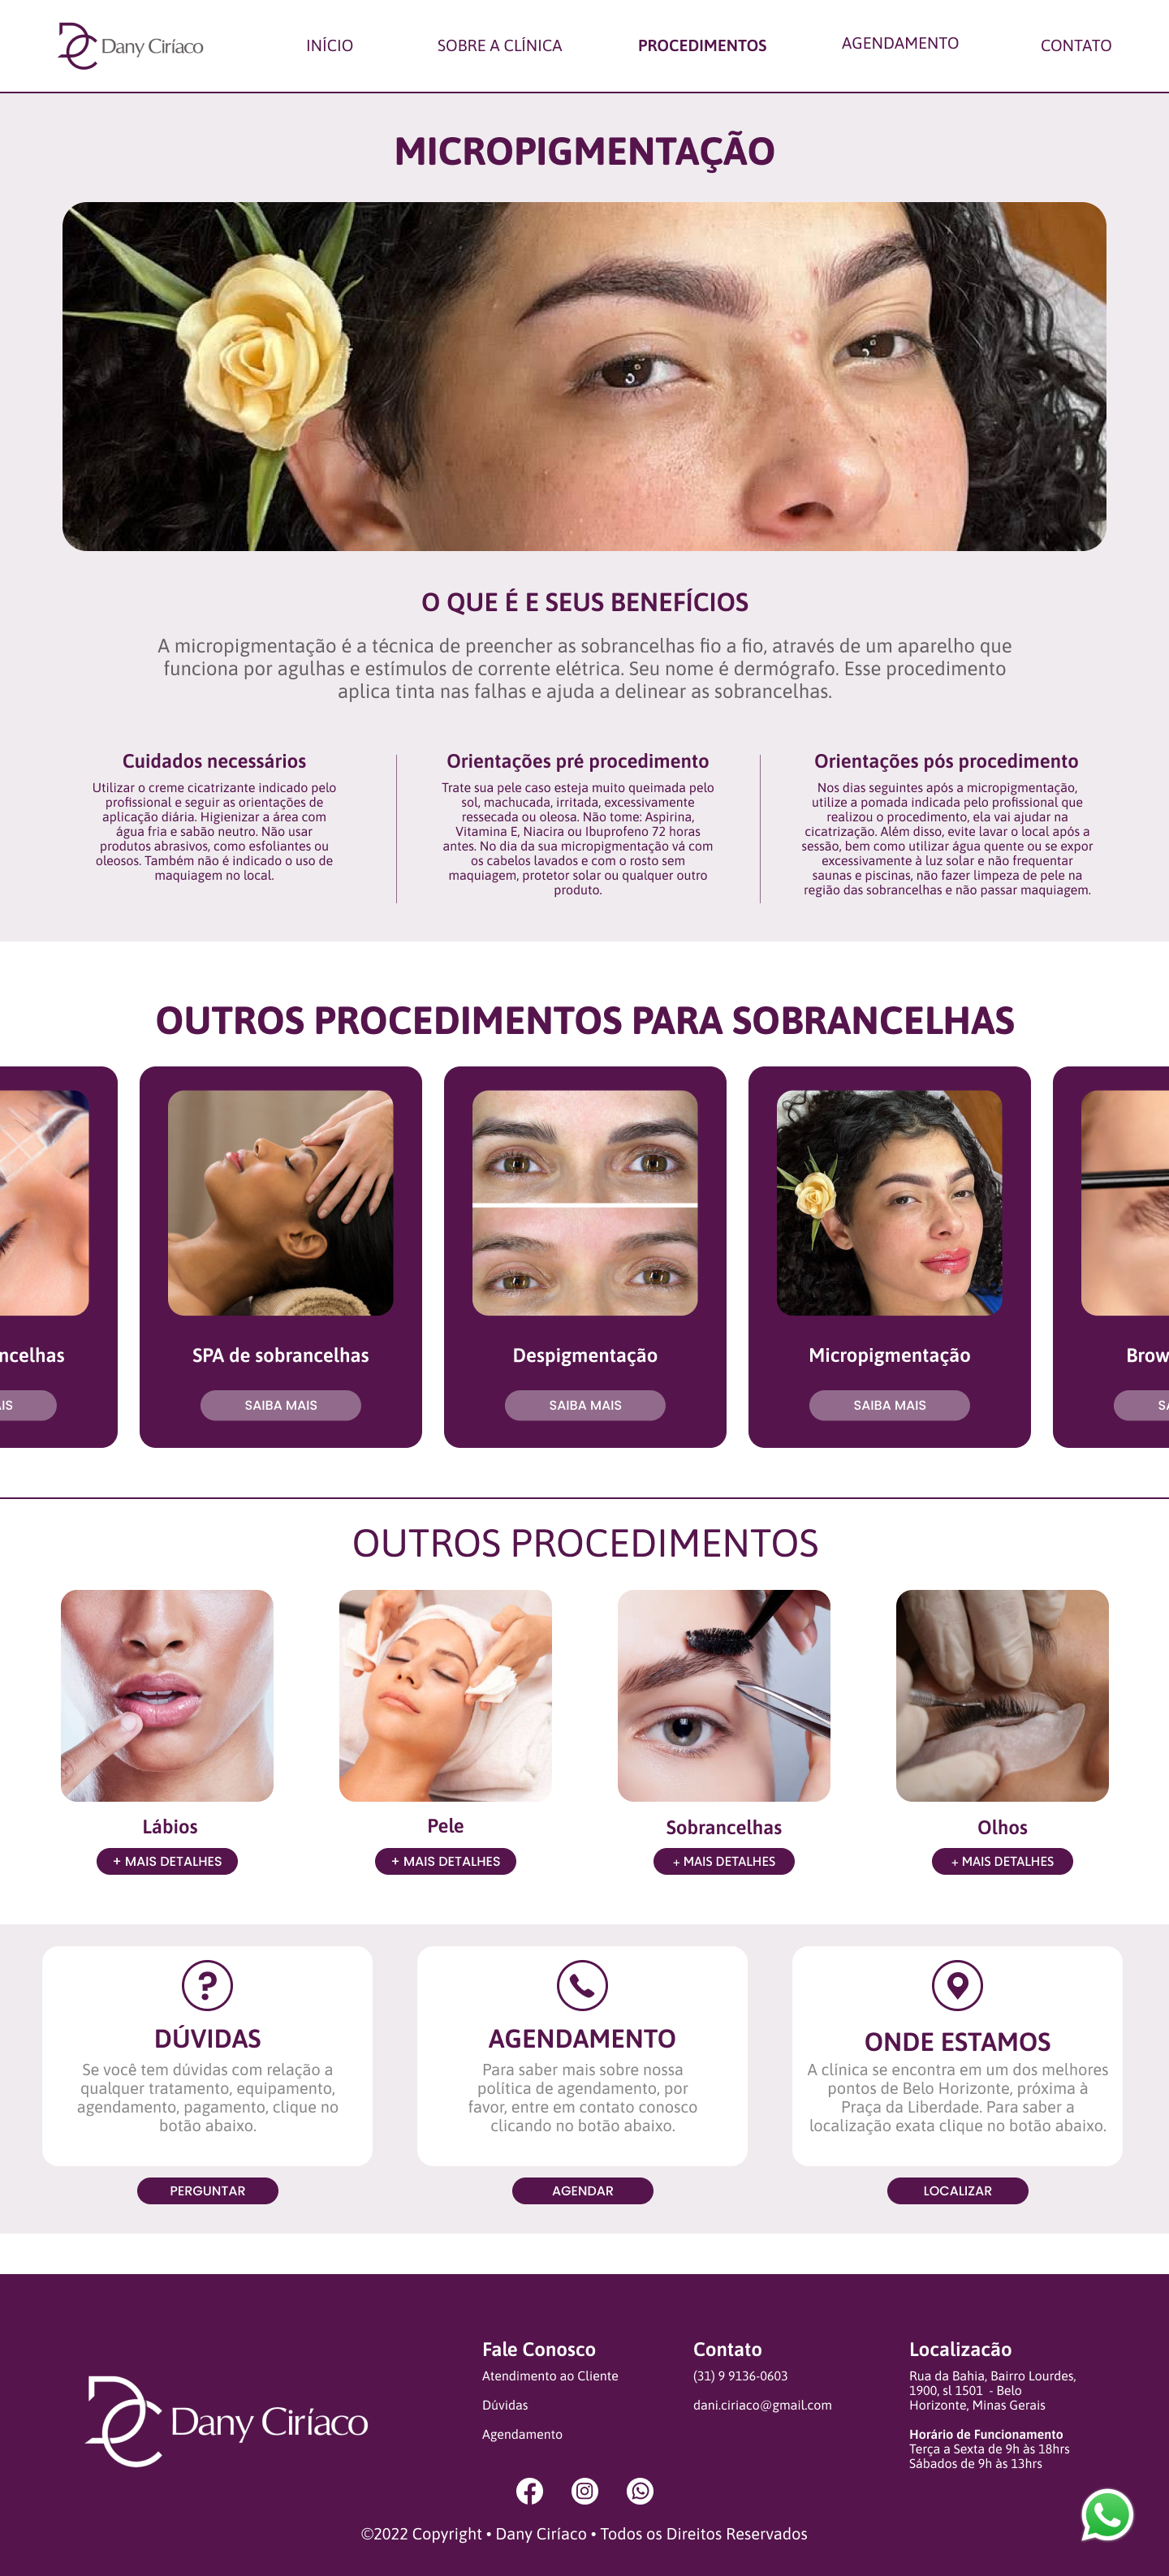 Dany Ciríaco
INÍCIO
SOBRE A CLÍNICA
PROCEDIMENTOS
AGENDAMENTO
CONTATO
MICROPIGMENTAÇÃO
O QUE É E SEUS BENEFÍCIOS
A micropigmentação é a técnica de preencher as sobrancelhas fio a fio, através de um aparelho que
funciona por agulhas e estímulos de corrente elétrica. Seu nome é dermógrafo. Esse procedimento
aplica tinta nas falhas e ajuda a delinear as sobrancelhas.
Cuidados necessários
Utilizar o creme cicatrizante indicado pelo
profissional e seguir as orientações de
aplicação diária. Higienizar a área com
água fria e sabão neutro. Não usar
produtos abrasivos, como esfoliantes ou
oleosos. Também não é indicado o uso de
maquiagem no local.
Orientações pré procedimento
Trate sua pele caso esteja muito queimada pelo
sol, machucada, irritada, excessivamente
ressecada ou oleosa. Não tome: Aspirina,
Vitamina E, Niacira ou Ibuprofeno 72 horas
antes. No dia da sua micropigmentação vá com
os cabelos lavados e com o rosto sem
maquiagem, protetor solar ou qualquer outro
produto.
Orientações pós procedimento
Nos dias seguintes após a micropigmentação,
utilize a pomada indicada pelo profissional que
realizou o procedimento, ela vai ajudar na
cicatrização. Além disso, evite lavar o local após a
sessão, bem como utilizar água quente ou se expor
excessivamente à luz solar e não frequentar
saunas e piscinas, não fazer limpeza de pele na
região das sobrancelhas e não passar maquiagem.
OUTROS PROCEDIMENTOS PARA SOBRANCELHAS
ncelhas
IS
SPA de sobrancelhas
SAIBA MAIS
Despigmentação
SAIBA MAIS
Micropigmentação
SAIBA MAIS
Brow
SA
OUTROS PROCEDIMENTOS
Lábios
+ MAIS DETALHES
Pele
+ MAIS DETALHES
Sobrancelhas
+ MAIS DETALHES
Olhos
+ MAIS DETALHES
DÚVIDAS
Se você tem dúvidas com relação a
qualquer tratamento, equipamento,
agendamento, pagamento, clique no
botão abaixo.
PERGUNTAR
AGENDAMENTO
Para saber mais sobre nossa
política de agendamento, por
favor, entre em contato conosco
clicando no botão abaixo.
AGENDAR
ONDE ESTAMOS
A clínica se encontra em um dos melhores
pontos de Belo Horizonte, próxima à
Praça da Liberdade. Para saber a
localização exata clique no botão abaixo.
LOCALIZAR
Dany Ciríaco
Fale Conosco
Atendimento ao Cliente
Dúvidas
Agendamento
Contato
(31) 9 9136-0603
dani.ciriaco@gmail.com
Localizacão
Rua da Bahia, Bairro Lourdes,
1900, sl 1501 - Belo
Horizonte, Minas Gerais
Horário de Funcionamento
Terça a Sexta de 9h às 18hrs
Sábados de 9h às 13hrs
©2022 Copyright • Dany Ciríaco • Todos os Direitos Reservados